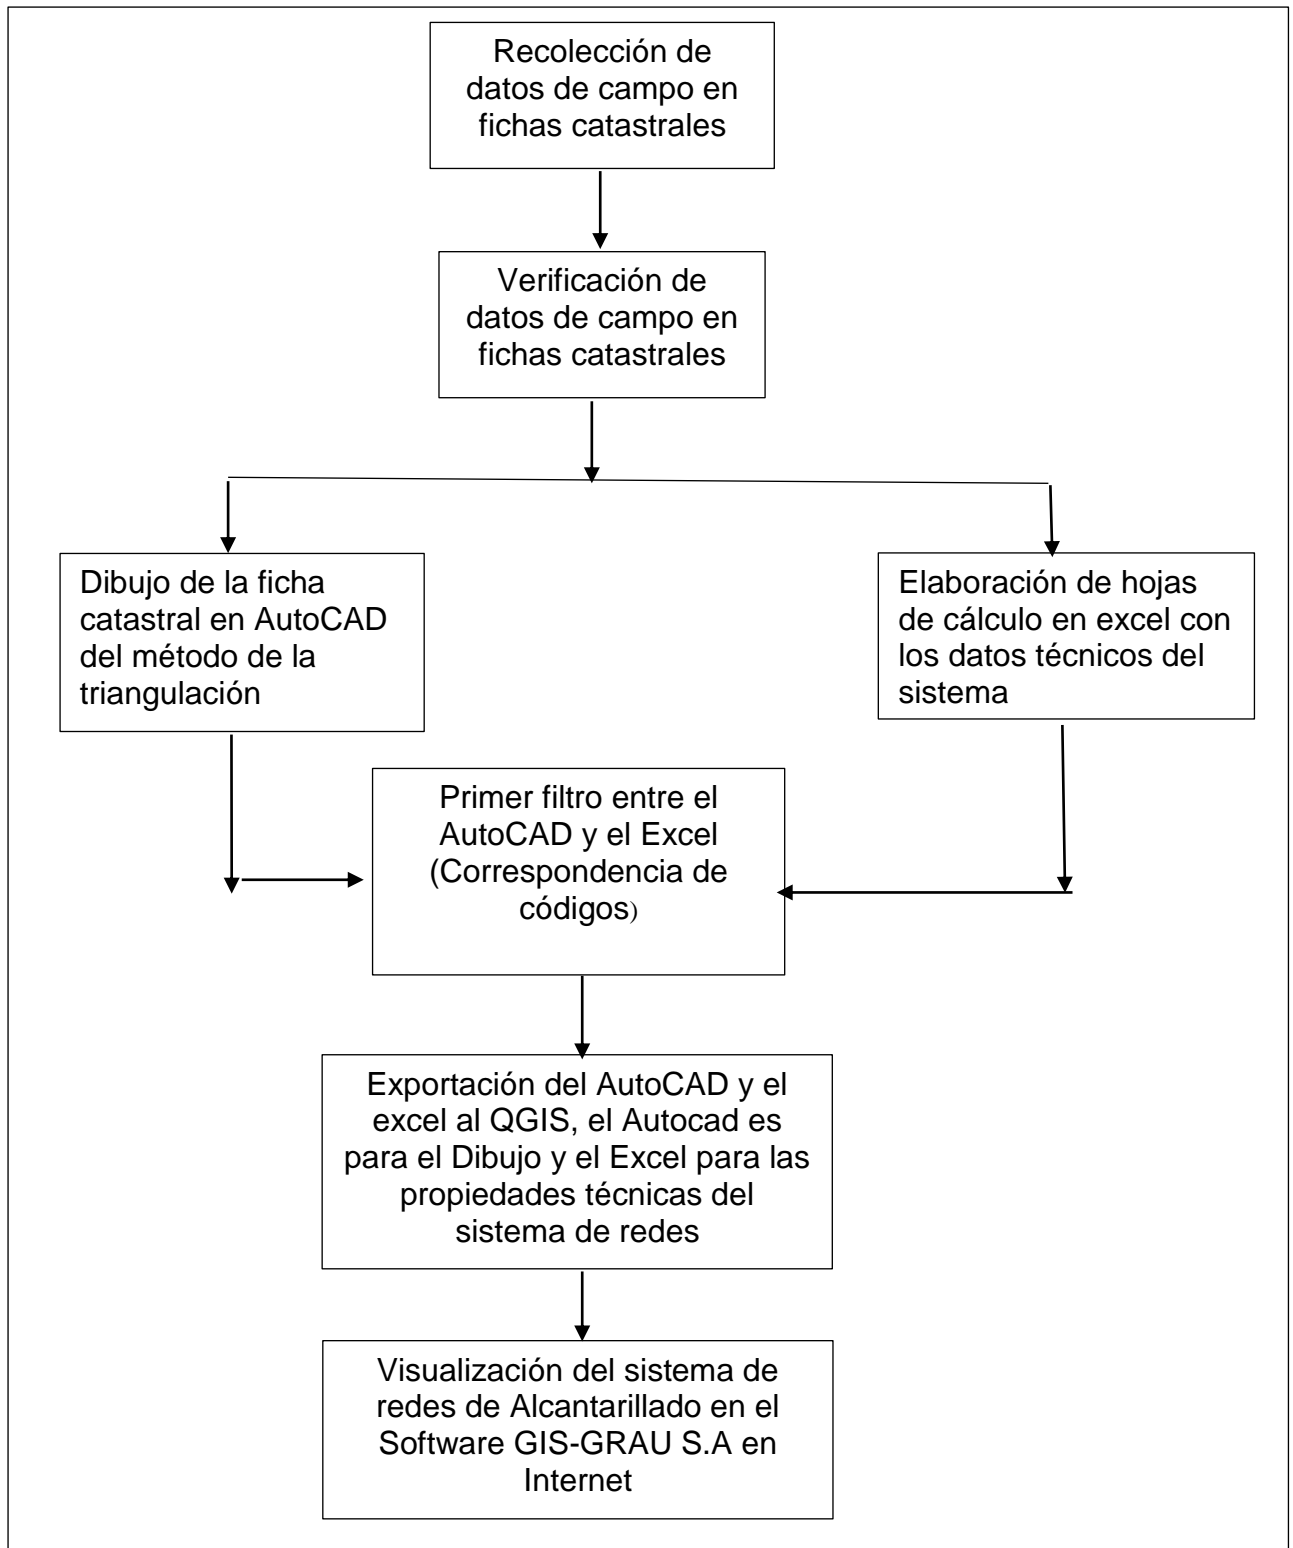 Recolección de
datos de campo en
fichas catastrales
Verificación de
datos de campo en
fichas catastrales
Dibujo de la ficha
catastral en AutoCAD
del método de la
triangulación
Elaboración de hojas
de cálculo en excel con
los datos técnicos del
sistema
Primer filtro entre el
AutoCAD y el Excel
(Correspondencia de
códigos)
Exportación del AutoCAD y el
excel al QGIS, el Autocad es
para el Dibujo y el Excel para las
propiedades técnicas del
sistema de redes
Visualización del sistema de
redes de Alcantarillado en el
Software GIS-GRAU S.A en
Internet